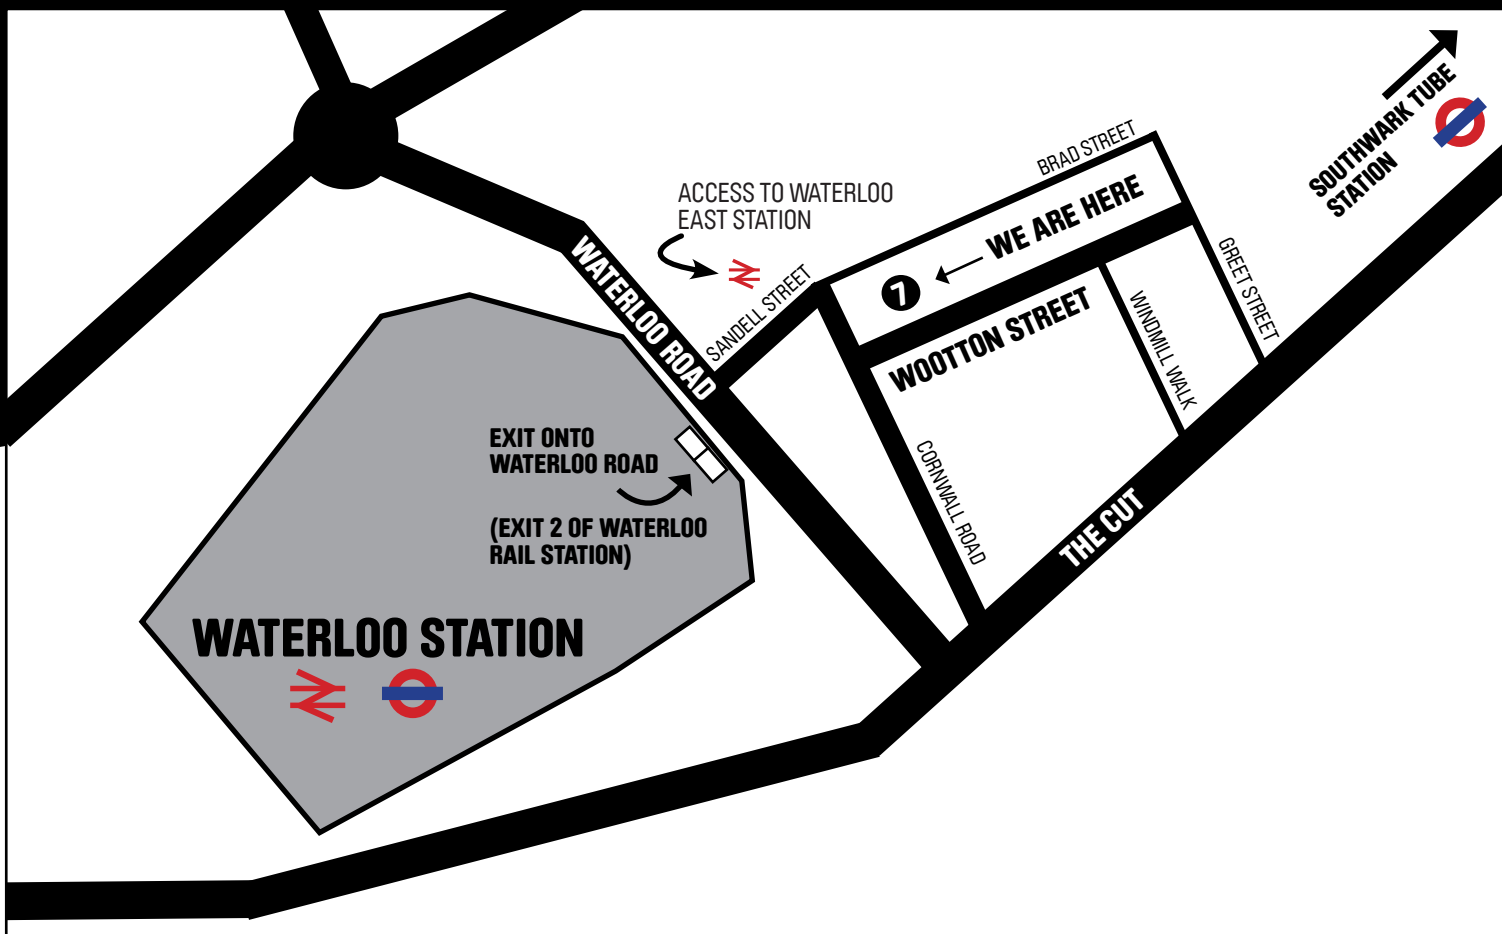 SOUTHWARK TUBE
STATION
BRAD STREET
ACCESS TO WATERLOO
EAST STATION
WE ARE HERE
7
SANDELL STREET
WATERLOO ROAD
GREET STREET
WINDMILL WALK
WOOTTON STREET
EXIT ONTO
WATERLOO ROAD
(EXIT 2 OF WATERLOO
RAIL STATION)
CORNWALL ROAD
THE CUT
WATERLOO STATION